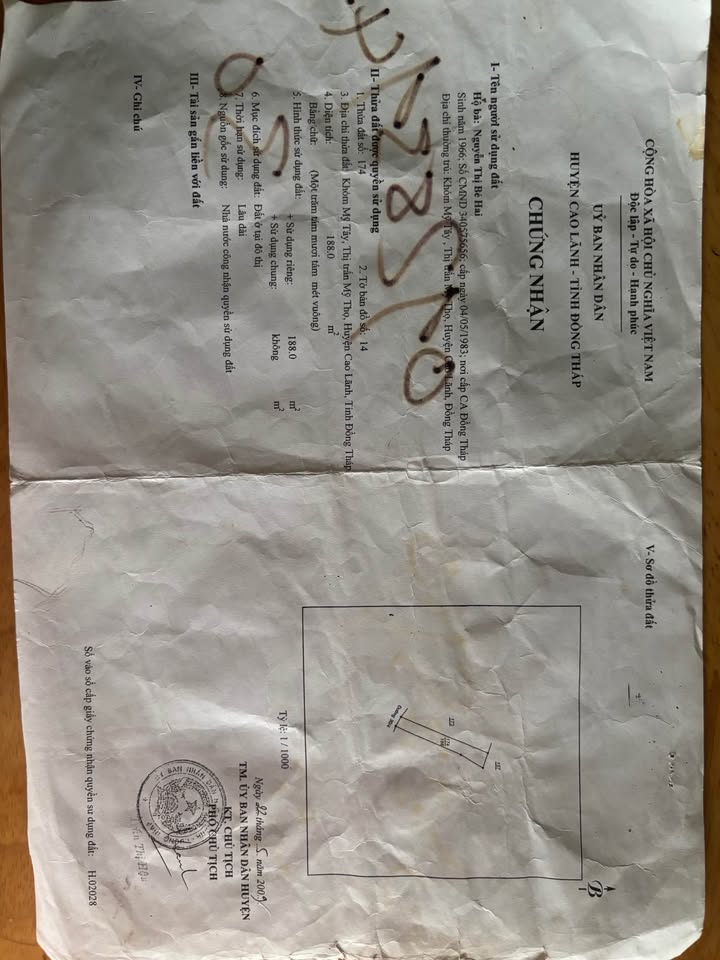 CỘNG HÒA XÃ HỘI CHỦ NGHĨA VIỆT NAM
Độc lập - Tự do - Hạnh phúc
UỶ BAN NHÂN DÂN
HUYỆN CAO LÃNH - TỈNH ĐỒNG THÁP
CHỨNG NHẬN
I- Tên người sử dụng đất
Hộ bà: Nguyễn Thị Bé Hai
Sinh năm 1966; Số CMND 340575656; cấp ngày 04/05/1983; nơi cấp CA Đồng Tháp
Địa chỉ thường trú: Khóm Mỹ Tây, Thị trấn Mỹ Thọ, Huyện Cao Lãnh, Đồng Tháp
II- Thửa đất được quyền sử dụng
1. Thửa đất số: 174 2. Tờ bản đồ số: 14
3. Địa chỉ thửa đất: Khóm Mỹ Tây, Thị trấn Mỹ Thọ, Huyện Cao Lãnh, Tỉnh Đồng Tháp
4. Diện tích: 188.0 m²
Bằng chữ: (Một trăm tám mươi tám mét vuông)
5. Hình thức sử dụng đất: + Sử dụng riêng: 188.0 m²
+ Sử dụng chung: không m²
6. Mục đích sử dụng đất: Đất ở tại đô thị
7. Thời hạn sử dụng: Lâu dài
8. Nguồn gốc sử dụng: Nhà nước công nhận quyền sử dụng đất
III- Tài sản gắn liền với đất
IV- Ghi chú
V- Sơ đồ thửa đất
B
Tỷ lệ: 1 / 1000
Ngày 22 tháng 5 năm 2009
TM. ỦY BAN NHÂN DÂN HUYỆN
KT. CHỦ TỊCH
PHÓ CHỦ TỊCH
Số vào sổ cấp giấy chứng nhận quyền sử dụng đất: H.02028